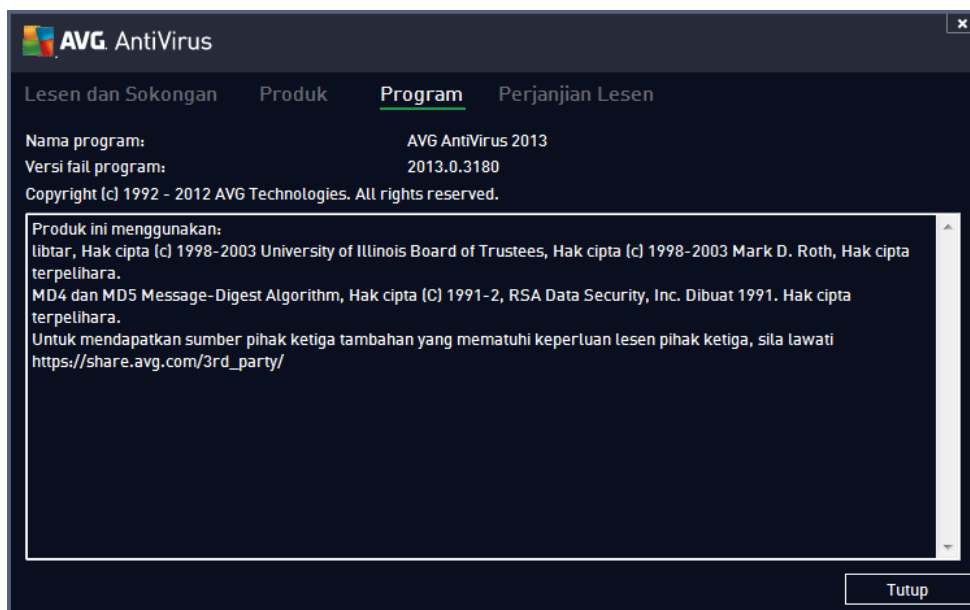 AVG. AntiVirus
Lesen dan Sokongan Produk Program Perjanjian Lesen
Nama program: AVG AntiVirus 2013
Versi fail program: 2013.0.3180
Copyright (c) 1992 - 2012 AVG Technologies. All rights reserved.
Produk ini menggunakan:
libtar, Hak cipta (c) 1998-2003 University of Illinois Board of Trustees, Hak cipta (c) 1998-2003 Mark D. Roth, Hak cipta
terpelihara.
MD4 dan MD5 Message-Digest Algorithm, Hak cipta (C) 1991-2, RSA Data Security, Inc. Dibuat 1991. Hak cipta
terpelihara.
Untuk mendapatkan sumber pihak ketiga tambahan yang mematuhi keperluan lesen pihak ketiga, sila lawati
https://share.avg.com/3rd_party/
Tutup